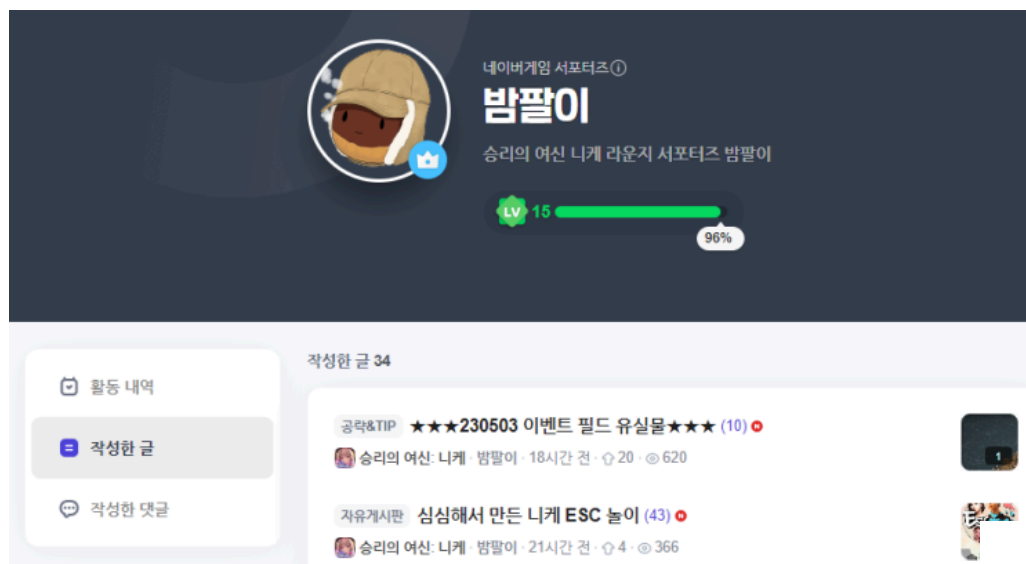 네이버게임 서포터즈
밤팔이
승리의 여신 니케 라운지 서포터즈 밤팔이
LV 15
96%
활동 내역
작성한 글
작성한 댓글
작성한 글 34
공략&TIP ★★★230503 이벤트 필드 유실물★★★ (10) N
승리의 여신: 니케 · 밤팔이 · 18시간 전 · 20 · 620
1
자유게시판 심심해서 만든 니케 ESC 놀이 (43) N
승리의 여신: 니케 · 밤팔이 · 21시간 전 · 4 · 366